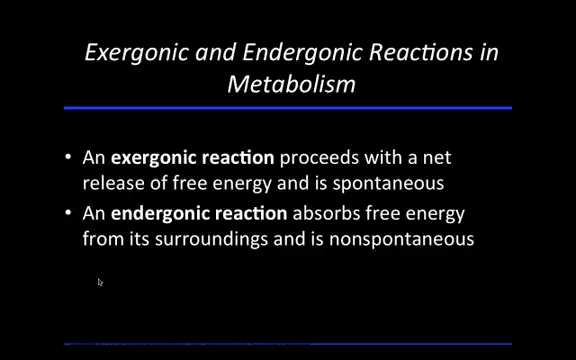 Exergonic and Endergonic Reactions in
Metabolism
• An exergonic reaction proceeds with a net
release of free energy and is spontaneous
• An endergonic reaction absorbs free energy
from its surroundings and is nonspontaneous